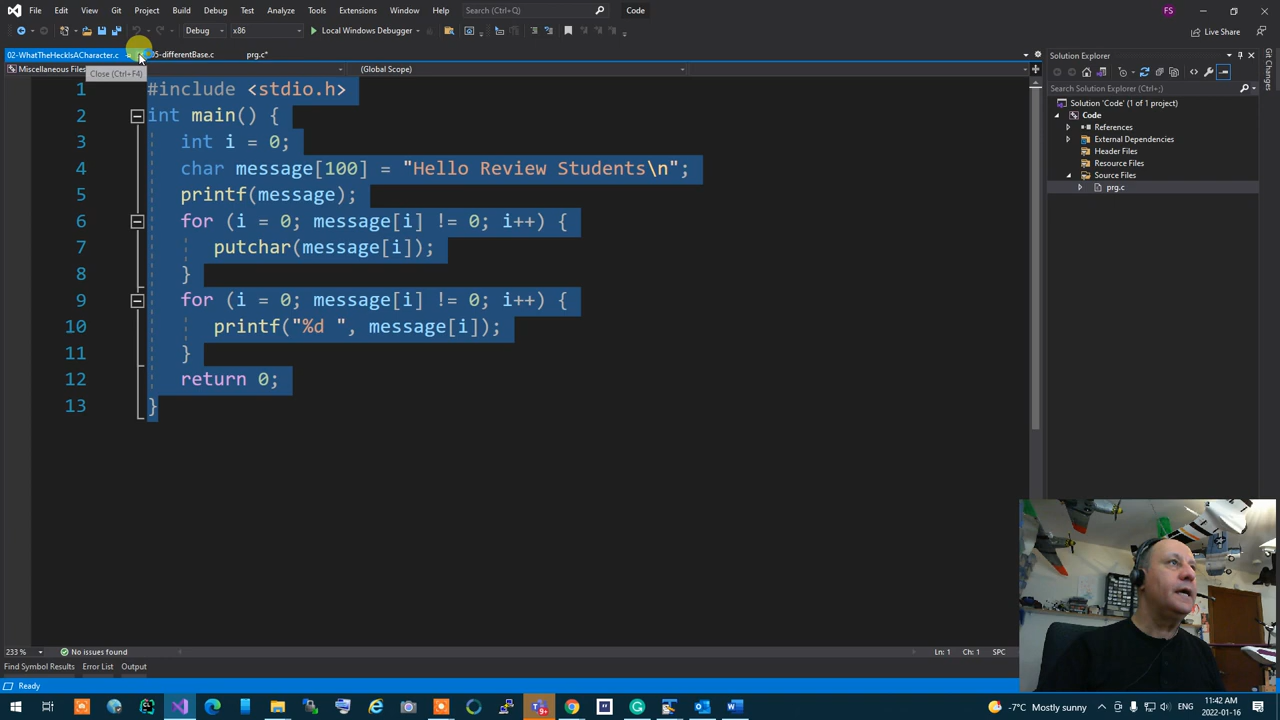 File Edit View Git Project Build Debug Test Analyze Tools Extensions Window Help Search (Ctrl+Q) Code FS
Debug x86 Local Windows Debugger Live Share
02-WhatTheHeckIsACharacter.c 05-differentBase.c prg.c*
Solution Explorer
Git Changes
Miscellaneous Files (Global Scope)
Close (Ctrl+F4)
Search Solution Explorer (Ctrl+;)
Solution 'Code' (1 of 1 project)
Code
References
External Dependencies
Header Files
Resource Files
Source Files
prg.c
1 #include <stdio.h>
2 int main() {
3 int i = 0;
4 char message[100] = "Hello Review Students\n";
5 printf(message);
6 for (i = 0; message[i] != 0; i++) {
7 putchar(message[i]);
8 }
9 for (i = 0; message[i] != 0; i++) {
10 printf("%d ", message[i]);
11 }
12 return 0;
13 }
233 % No issues found Ln: 1 Ch: 1 SPC
Find Symbol Results Error List Output
Ready
-7°C Mostly sunny
11:42 AM
2022-01-16